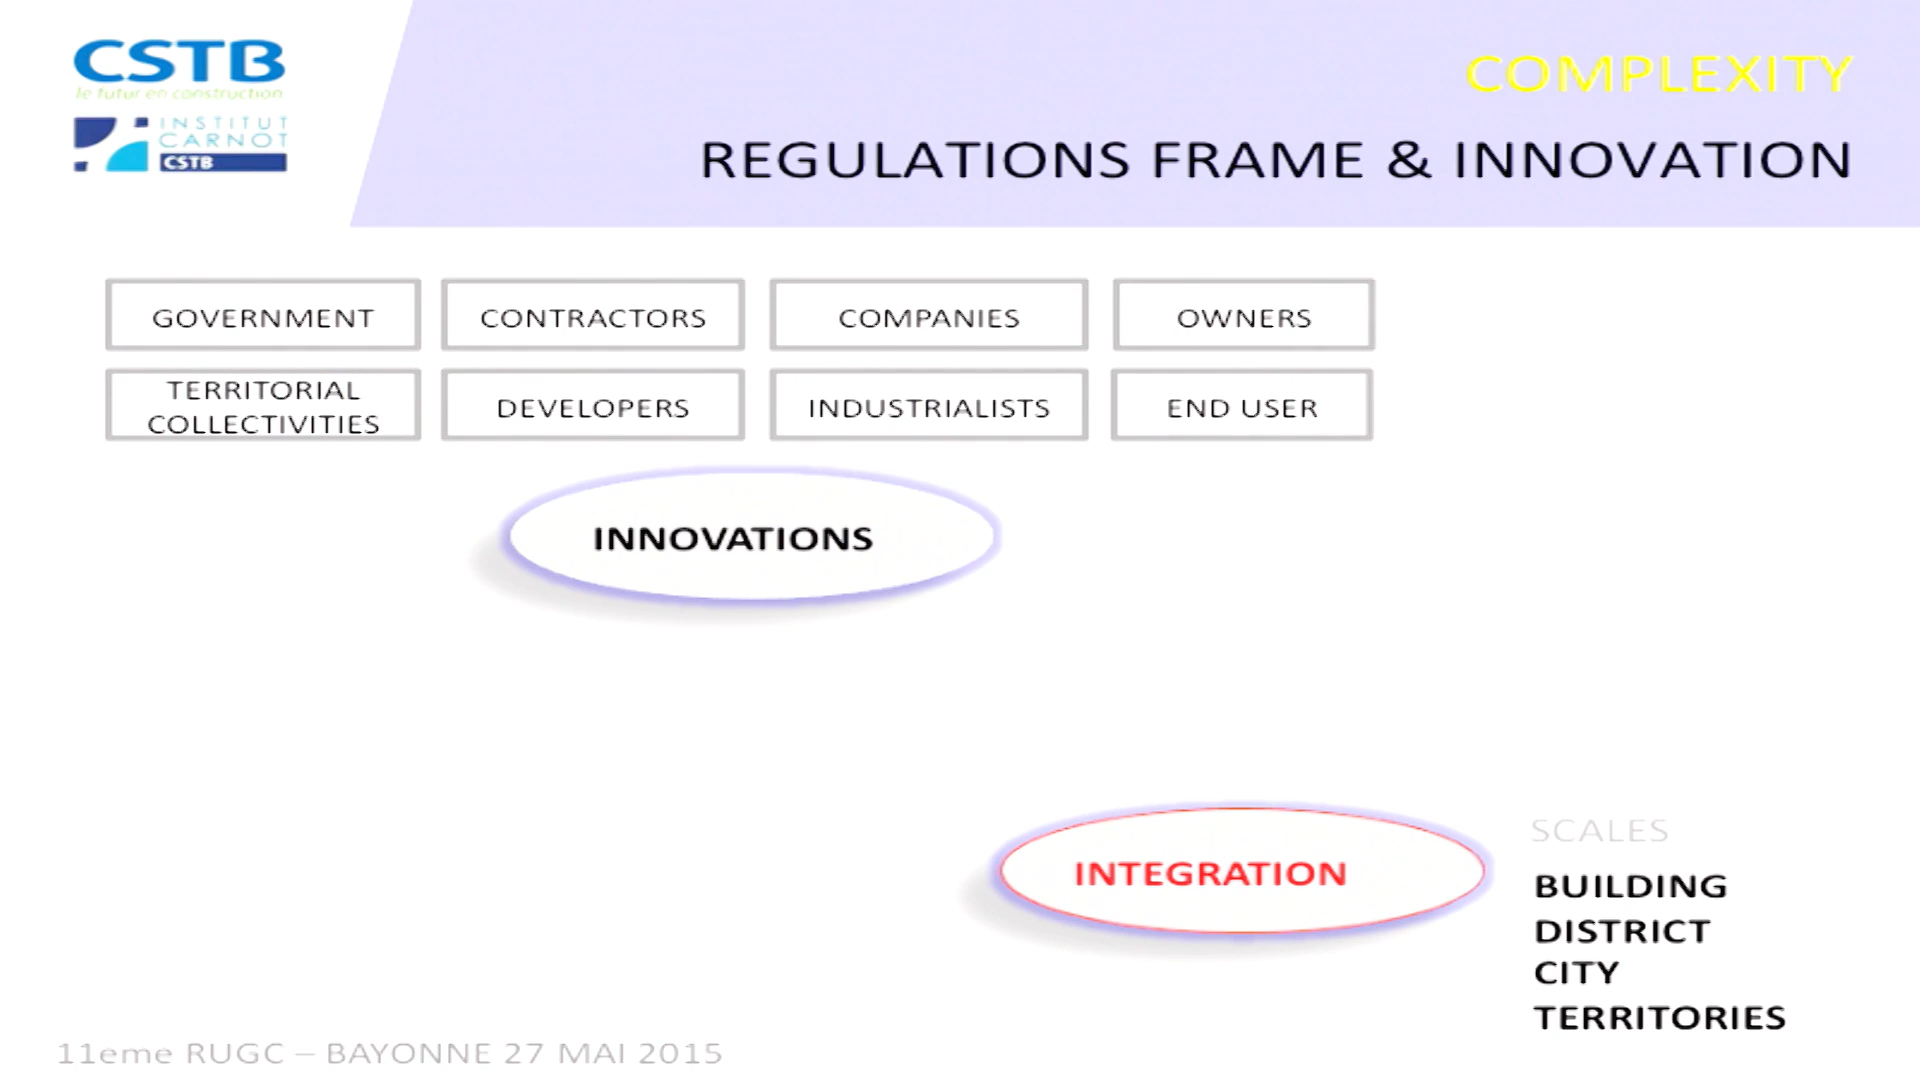 CSTB
le futur en construction
INSTITUT
CARNOT
CSTB
COMPLEXITY
REGULATIONS FRAME & INNOVATION
GOVERNMENT
CONTRACTORS
COMPANIES
OWNERS
TERRITORIAL
COLLECTIVITIES
DEVELOPERS
INDUSTRIALISTS
END USER
INNOVATIONS
INTEGRATION
SCALES
BUILDING
DISTRICT
CITY
TERRITORIES
11eme RUGC – BAYONNE 27 MAI 2015